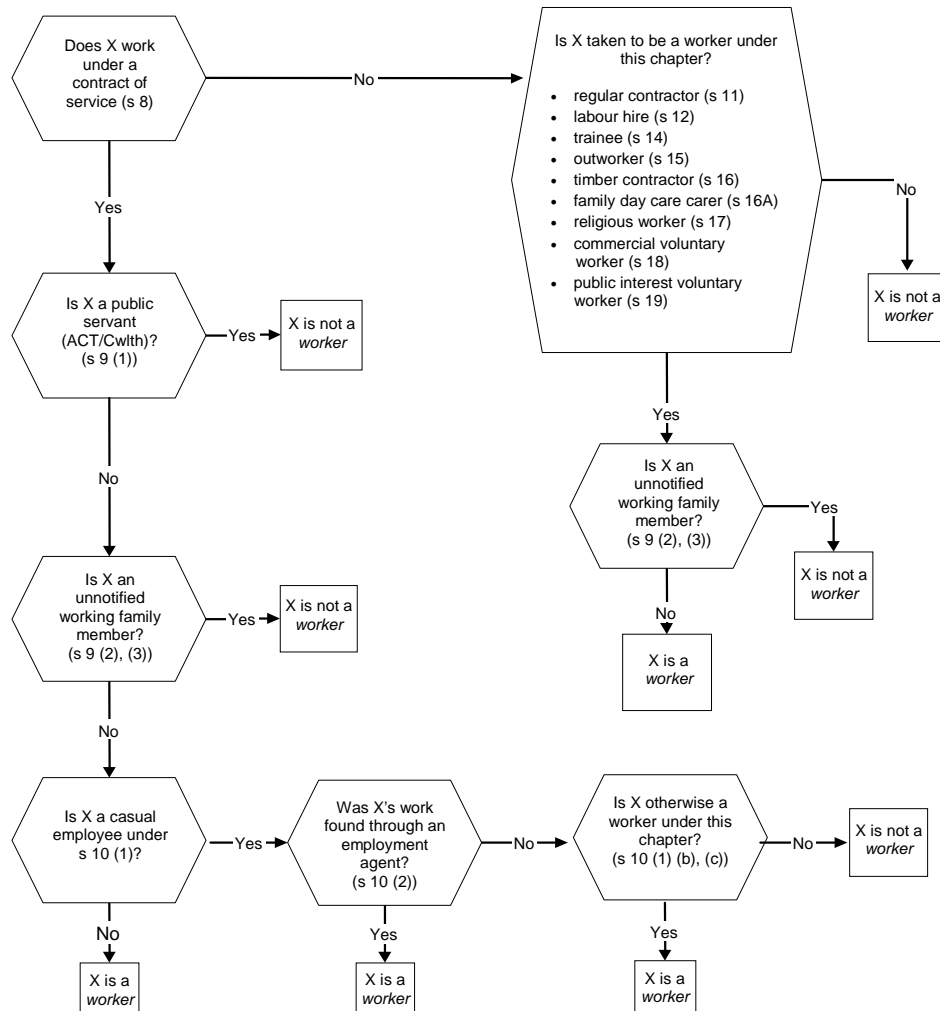 Does X work
under a
contract of
service (s 8)
No
Is X taken to be a worker under
this chapter?
• regular contractor (s 11)
• labour hire (s 12)
• trainee (s 14)
• outworker (s 15)
• timber contractor (s 16)
• family day care carer (s 16A)
• religious worker (s 17)
• commercial voluntary
worker (s 18)
• public interest voluntary
worker (s 19)
No
X is not a
worker
Yes
Is X a public
servant
(ACT/Cwlth)?
(s 9 (1))
Yes
X is not a
worker
Yes
Is X an
unnotified
working family
member?
(s 9 (2), (3))
Yes
X is not a
worker
No
X is a
worker
No
Is X an
unnotified
working family
member?
(s 9 (2), (3))
Yes
X is not a
worker
No
Is X a casual
employee under
s 10 (1)?
Yes
Was X's work
found through an
employment
agent?
(s 10 (2))
No
Is X otherwise a
worker under this
chapter?
(s 10 (1) (b), (c))
No
X is not a
worker
No
X is a
worker
Yes
X is a
worker
Yes
X is a
worker